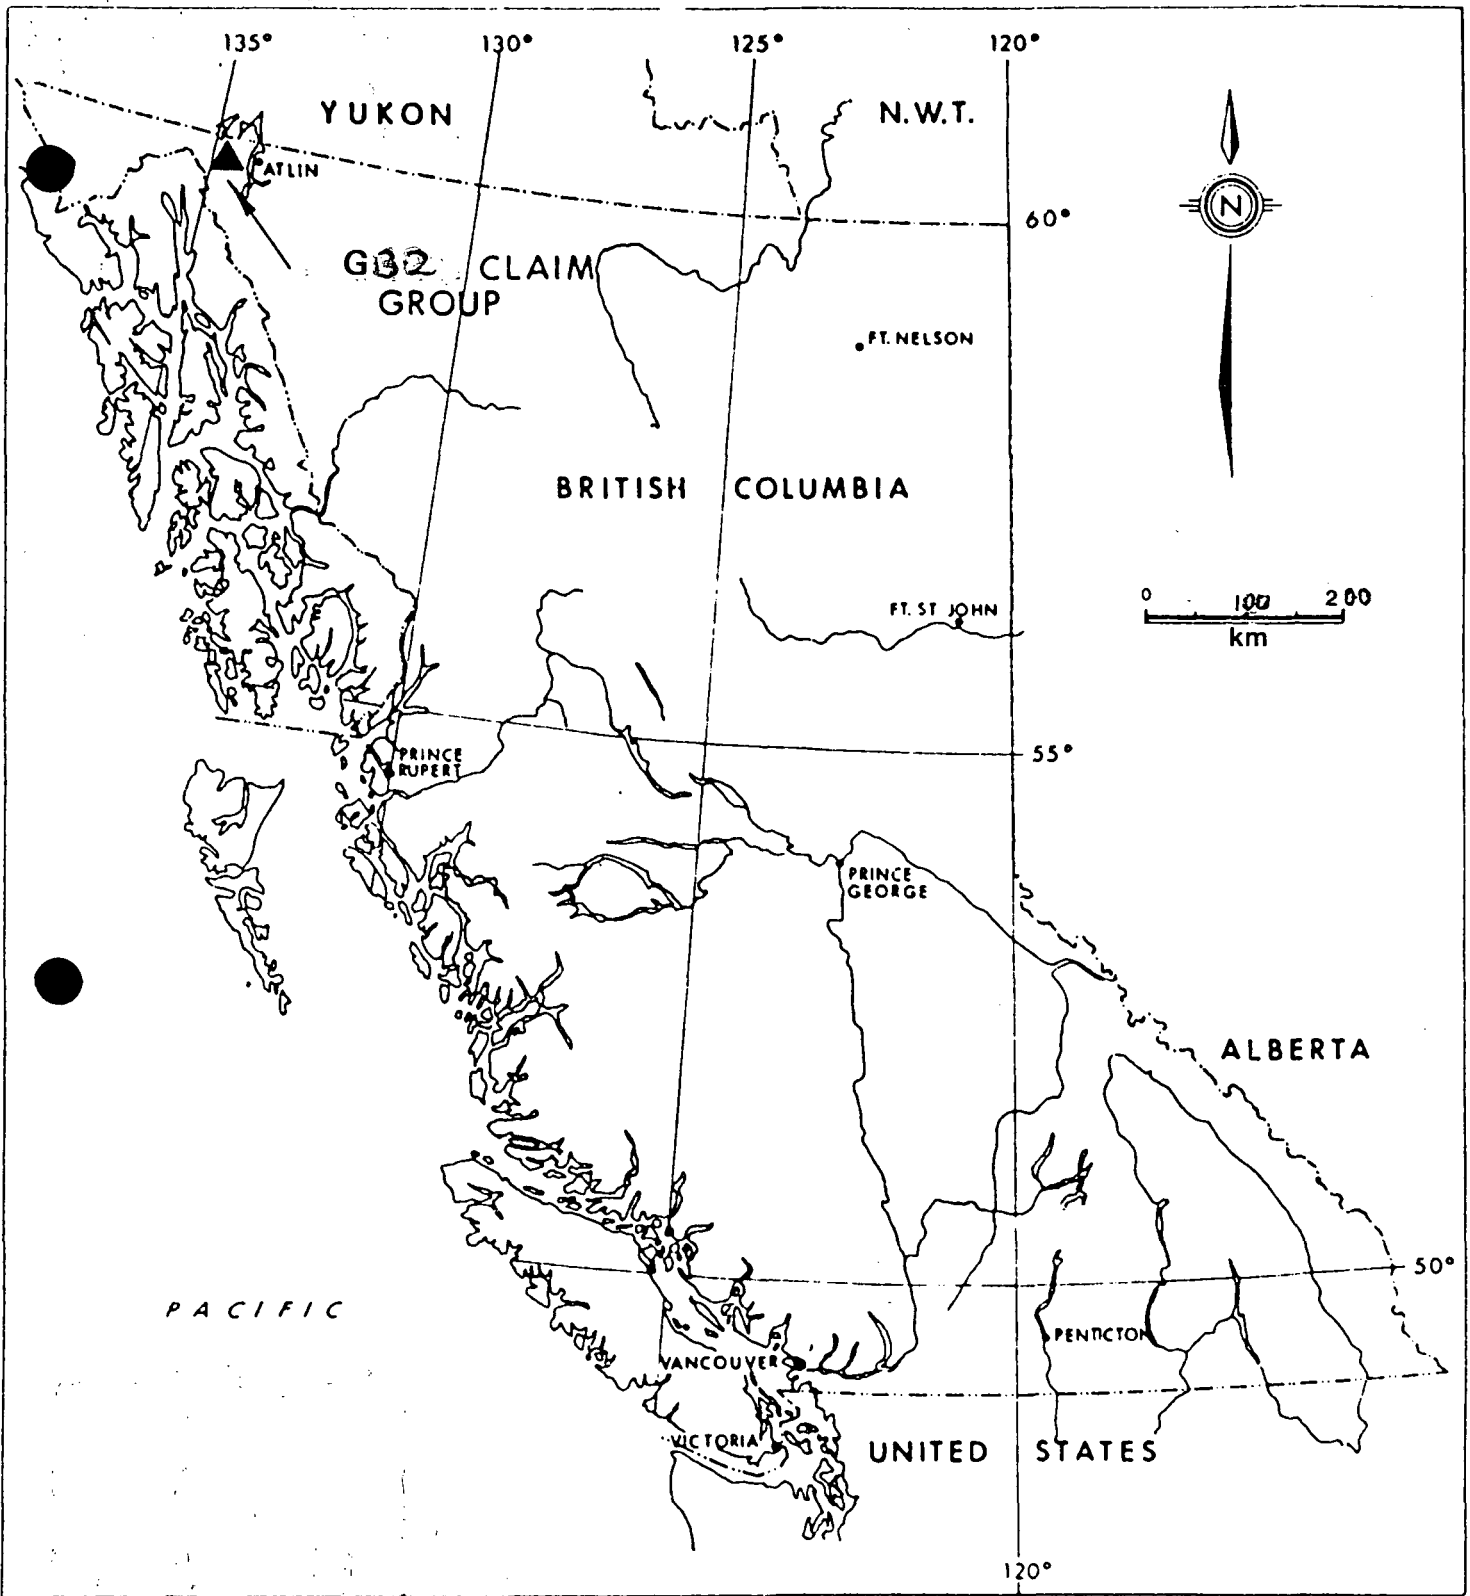 135° 130° 125° 120°
YUKON N.W.T.
ATLIN
N
60°
G32 CLAIM
GROUP
FT. NELSON
BRITISH COLUMBIA
0 100 200
km
FT. ST JOHN
55°
PRINCE
RUPERT
PRINCE
GEORGE
ALBERTA
50°
PACIFIC
PENTICTON
VANCOUVER
VICTORIA
UNITED STATES
120°